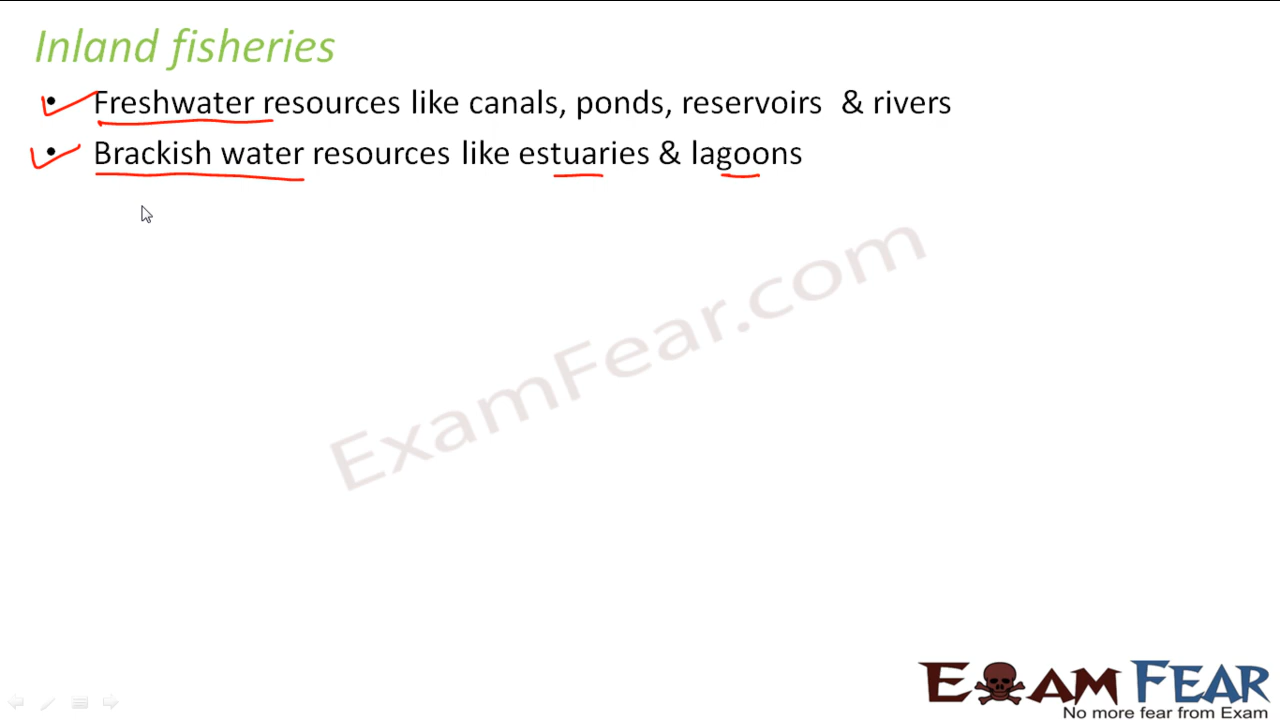 Inland fisheries
• Freshwater resources like canals, ponds, reservoirs & rivers
• Brackish water resources like estuaries & lagoons
ExamFear.com
EXAM FEAR
No more fear from Exam